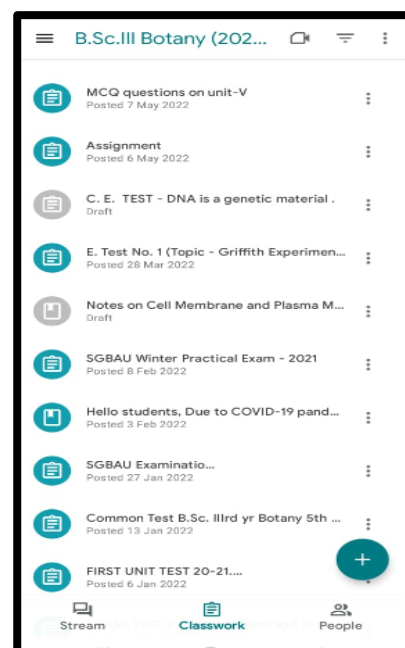 B.Sc.III Botany (202...
MCQ questions on unit-V
Posted 7 May 2022
Assignment
Posted 6 May 2022
C. E. TEST - DNA is a genetic material .
Draft
E. Test No. 1 (Topic - Griffith Experimen...
Posted 28 Mar 2022
Notes on Cell Membrane and Plasma M...
Draft
SGBAU Winter Practical Exam - 2021
Posted 8 Feb 2022
Hello students, Due to COVID-19 pand...
Posted 3 Feb 2022
SGBAU Examinatio...
Posted 27 Jan 2022
Common Test B.Sc. IIIrd yr Botany 5th ...
Posted 13 Jan 2022
FIRST UNIT TEST 20-21....
Posted 6 Jan 2022
Stream
Classwork
People